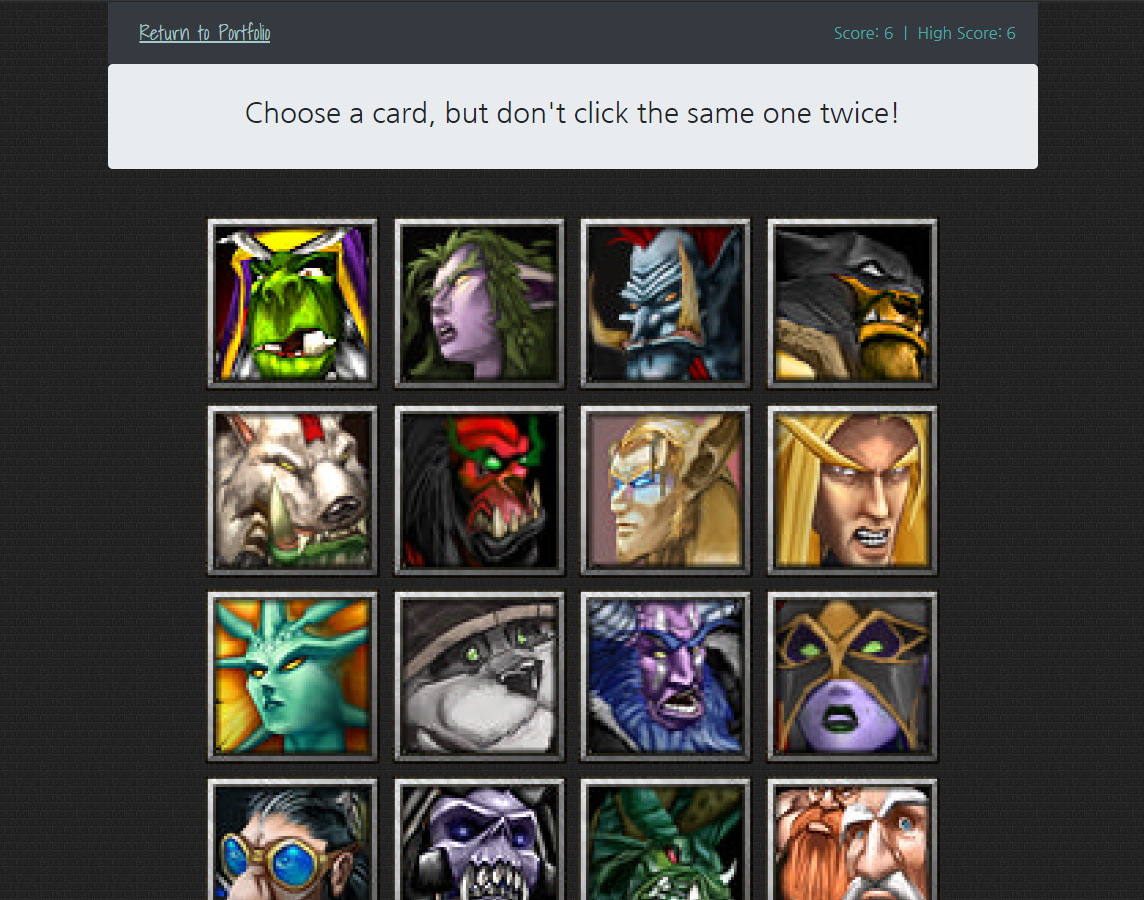 Return to Portfolio
Score: 6 | High Score: 6
Choose a card, but don't click the same one twice!